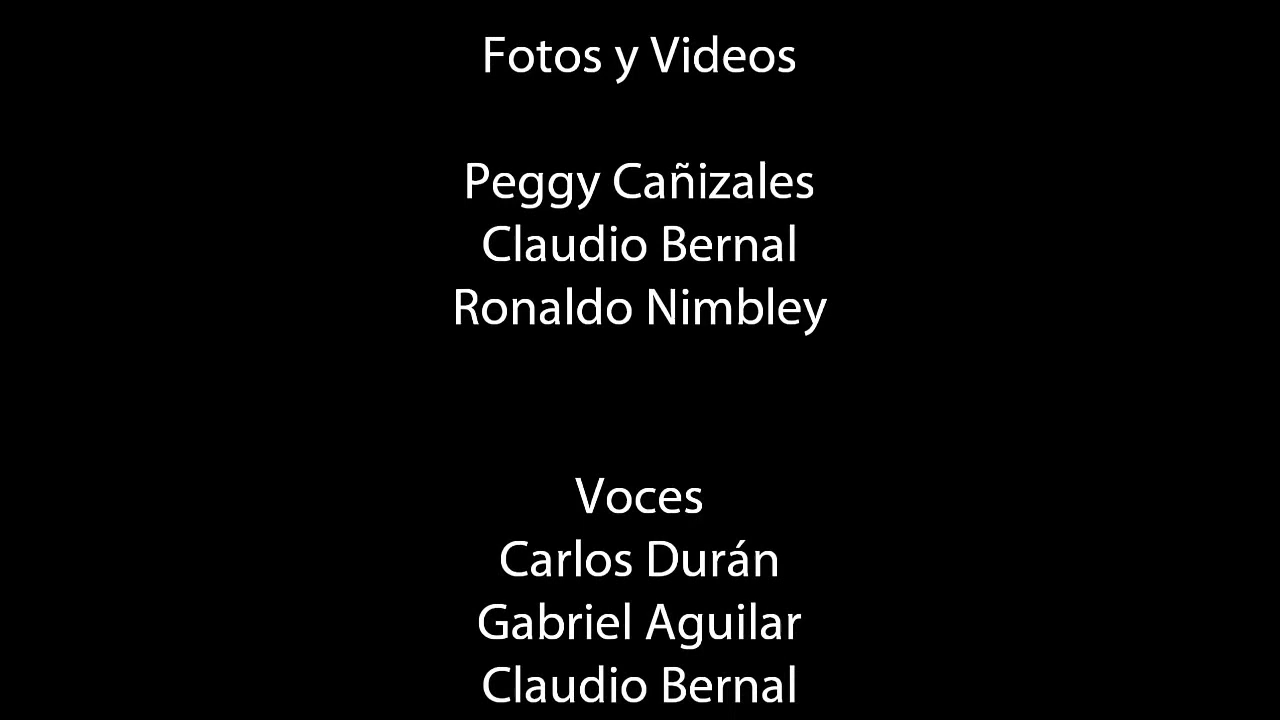 Fotos y Videos
Peggy Cañizales
Claudio Bernal
Ronaldo Nimbley
Voces
Carlos Durán
Gabriel Aguilar
Claudio Bernal